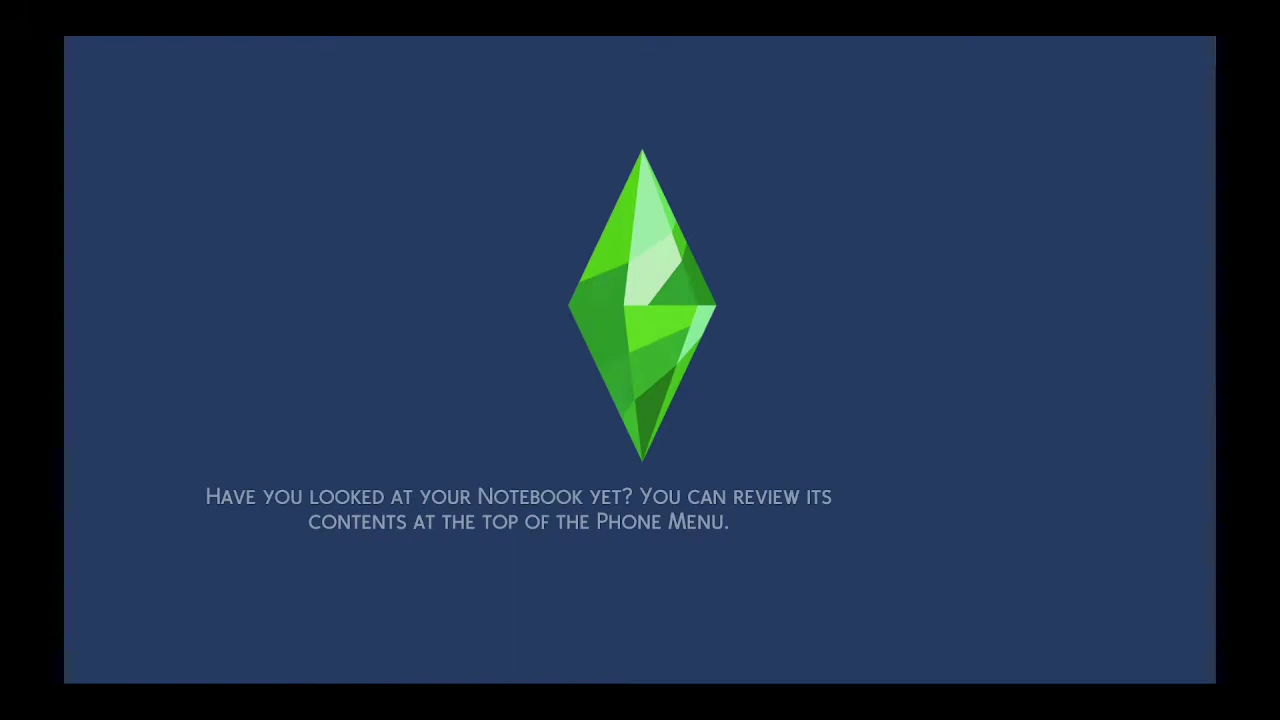 Have you looked at your Notebook yet? You can review its
contents at the top of the Phone Menu.